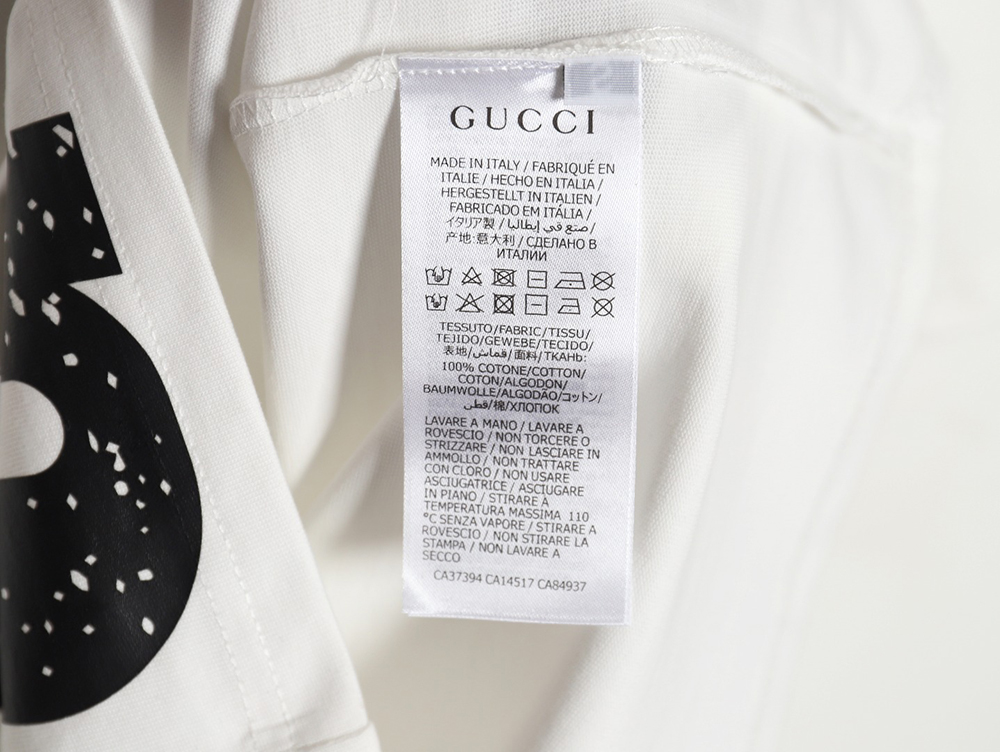 GUCCI
MADE IN ITALY / FABRIQUÉ EN
ITALIE / HECHO EN ITALIA /
HERGESTELLT IN ITALIEN /
FABRICADO EM ITÁLIA /
イタリア製 / صنع في إيطاليا /
产地:意大利 / СДЕЛАНО В
ИТАЛИИ
TESSUTO/FABRIC/TISSU/
TEJIDO/GEWEBE/TECIDO/
表地/قماش/面料/ТКАНЬ:
100% COTONE/COTTON/
COTON/ALGODON/
BAUMWOLLE/ALGODÃO/コットン/
قطن/棉/ХЛОПОК
LAVARE A MANO / LAVARE A
ROVESCIO / NON TORCERE O
STRIZZARE / NON LASCIARE IN
AMMOLLO / NON TRATTARE
CON CLORO / NON USARE
ASCIUGATRICE / ASCIUGARE
IN PIANO / STIRARE A
TEMPERATURA MASSIMA 110
°C SENZA VAPORE / STIRARE A
ROVESCIO / NON STIRARE LA
STAMPA / NON LAVARE A
SECCO
CA37394 CA14517 CA84937